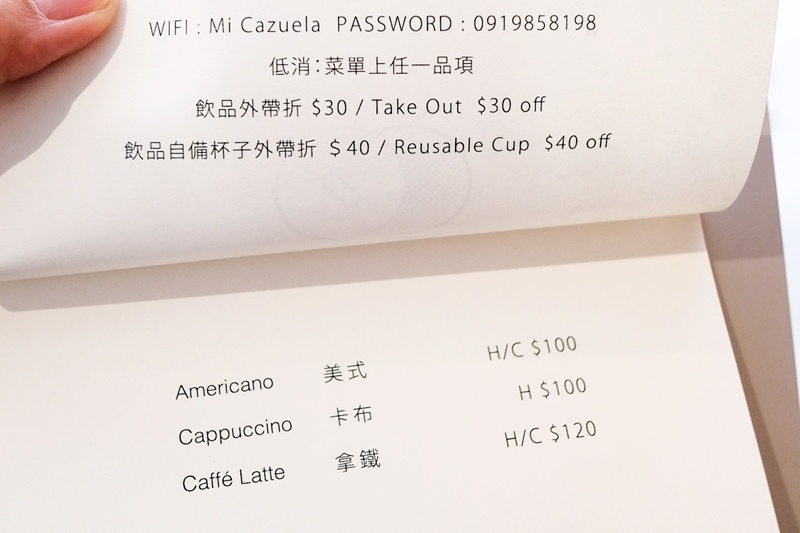 WIFI : Mi Cazuela PASSWORD : 0919858198
低消:菜單上任一品項
飲品外帶折 $30 / Take Out $30 off
飲品自備杯子外帶折 $40 / Reusable Cup $40 off
Americano 美式 H/C $100
Cappuccino 卡布 H $100
Caffé Latte 拿鐵 H/C $120